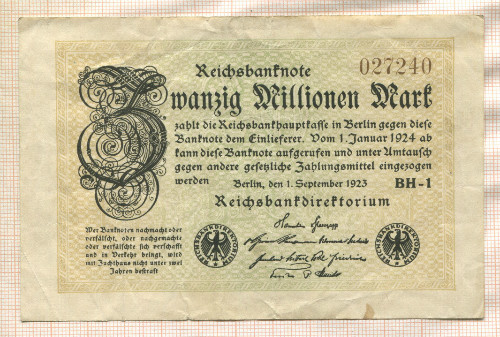 Reichsbanknote 027240
Zwanzig Millionen Mark
zahlt die Reichsbankhauptkasse in Berlin gegen diese
Banknote dem Einlieferer. Vom 1. Januar 1924 ab
kann diese Banknote aufgerufen und unter Umtausch
gegen andere gesetzliche Zahlungsmittel eingezogen
werden Berlin, den 1. September 1923 BH-1
Reichsbankdirektorium
Wer Banknoten nachmacht oder
verfälscht, oder nachgemachte
oder verfälschte sich verschafft
und in Verkehr bringt, wird
mit Zuchthaus nicht unter zwei
Jahren bestraft
REICHSBANKDIREKTORIUM
REICHSBANKDIREKTORIUM